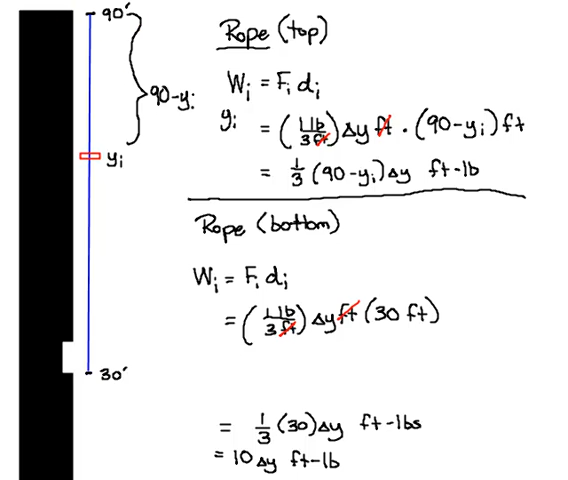 90'
90-yᵢ
yᵢ
30'
Rope (top)
Wᵢ = Fᵢ dᵢ
yᵢ = (1 lb / 3 ft) Δy ft · (90-yᵢ) ft
= 1/3 (90-yᵢ) Δy ft-lb
Rope (bottom)
Wᵢ = Fᵢ dᵢ
= (1 lb / 3 ft) Δy ft (30 ft)
= 1/3 (30) Δy ft-lbs
= 10 Δy ft-lb